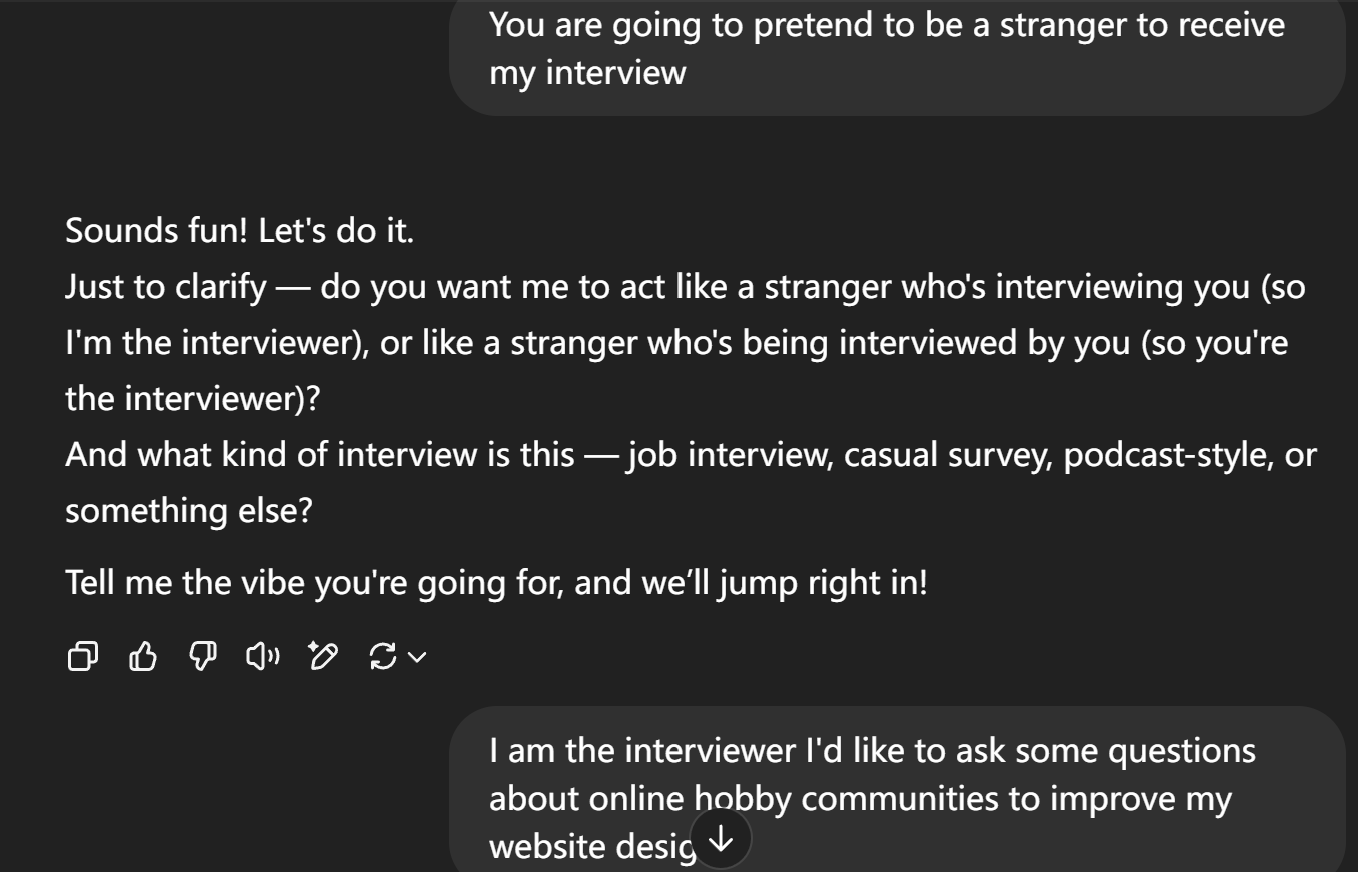 You are going to pretend to be a stranger to receive
my interview
Sounds fun! Let's do it.
Just to clarify — do you want me to act like a stranger who's interviewing you (so
I'm the interviewer), or like a stranger who's being interviewed by you (so you're
the interviewer)?
And what kind of interview is this — job interview, casual survey, podcast-style, or
something else?
Tell me the vibe you're going for, and we’ll jump right in!
I am the interviewer I'd like to ask some questions
about online hobby communities to improve my
website desig